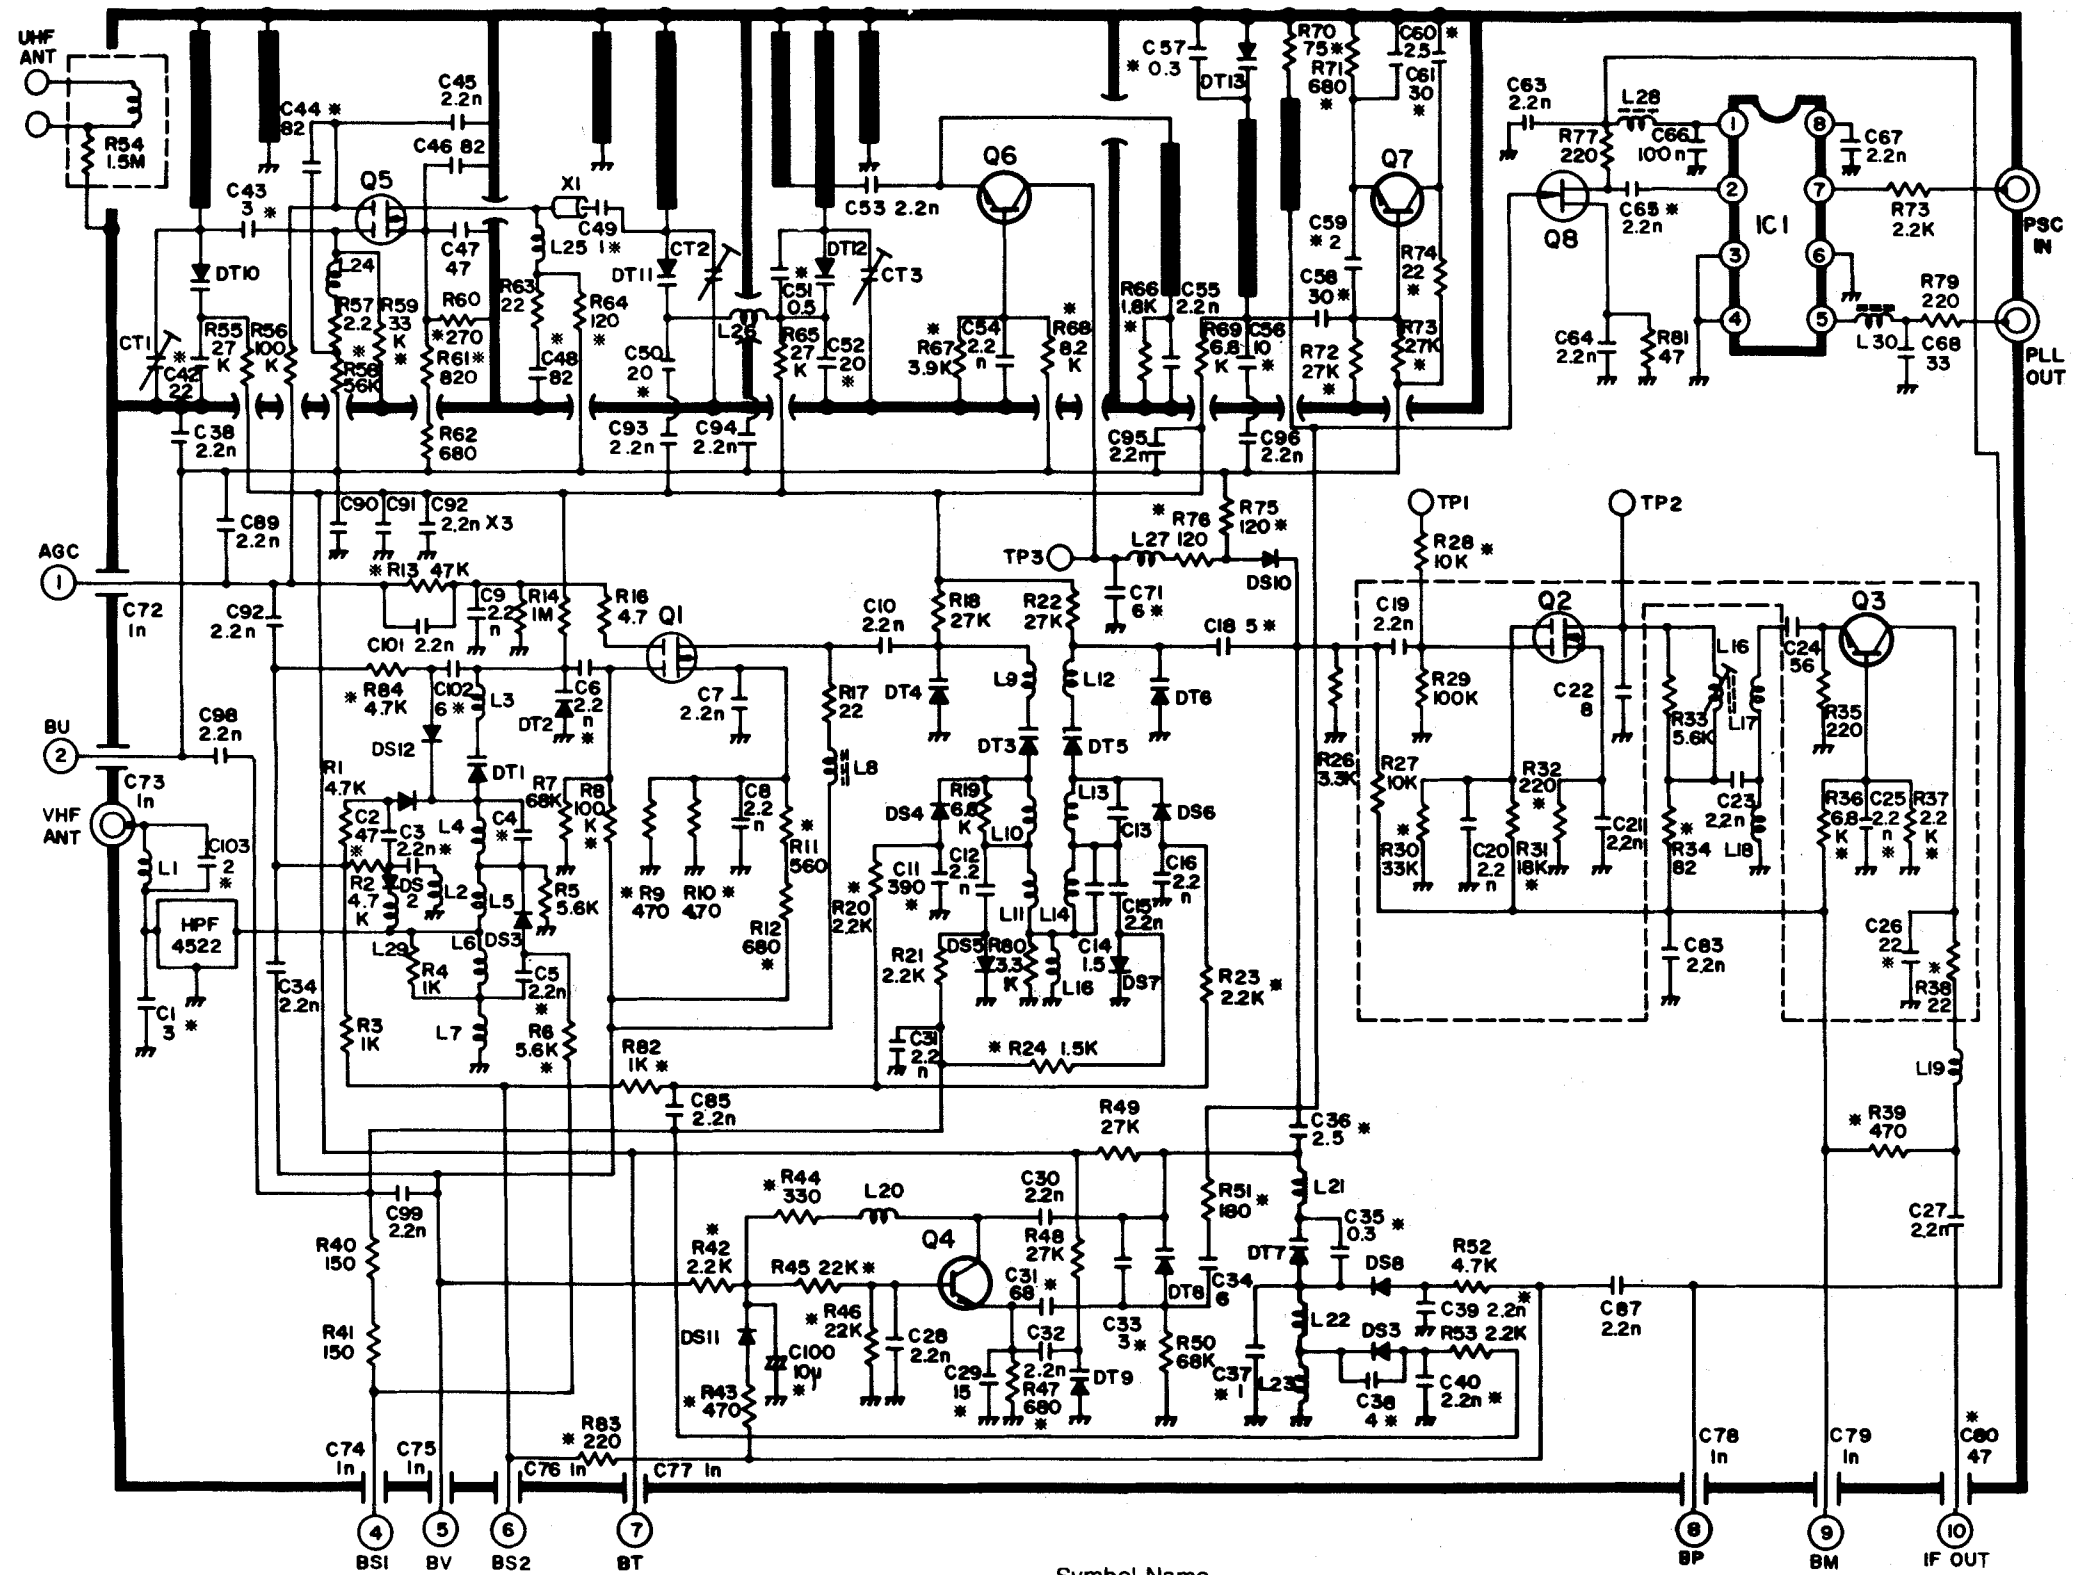 UHF
ANT
R54
1.5M
C44 ※
82
C45
2.2n
C46 82
Q5
C43
3 ※
X1
C47
47
L24
L25
C49
1※
DT10
CT1
C42 ※
22
R55
27
K
R56
100
K
R57
2.2
※
R58
56K
R59
33
K
※
R60
※270
R61※
820
R62
680
R63
22
R64
120
※
※
C48
82
DT11
CT2
C50
20
※
L26
DT12
CT3
※
C51
0.5
R65
27
K
C52
20
※
C53 2.2n
Q6
※
R67
3.9K
C54
2.2
n
※
R68
8.2
K
C57
※ 0.3
DT13
R70
75※
R71
680
※
C60 ※
2.5
C61
30
※
Q7
C59
※ 2
C58
30※
R74
22
※
R66
1.8K
※
C55
2.2n
R69
6.8
K
C56
10
※
R72
27K
※
R73
27K
※
C63
2.2n
L28
R77
220
C66
100n
C65※
2.2n
Q8
C64
2.2n
R81
47
IC1
1
2
3
4
8
7
6
5
C67
2.2n
R73
2.2K
PSC
IN
R79
220
L30
C68
33
PLL
OUT
C38
2.2n
C93
2.2n
C94
2.2n
C95
2.2n
C96
2.2n
C89
2.2n
C90
C91
C92
2.2n X3
AGC
1
C72
1n
C92
2.2n
※R13 47K
C101 2.2n
C9
2.2
n
R14
1M
R16
4.7
Q1
C10
2.2n
R18
27K
R22
27K
TP3
L27
※
R76
120
R75
120※
DS10
C71
6※
C18 5※
TP1
R28※
10K
TP2
C19
2.2n
Q2
Q3
BU
2
C98
2.2n
C73
1n
※R84
4.7K
C102
6※
L3
DS12
DT2
C6
2.2
n
※
C7
2.2n
R17
22
L8
DT4
L9
L12
DT6
DT3
DT5
R26
3.3K
R27
10K
R29
100K
C22
8
L16
C24
56
R33
5.6K
L17
R35
220
VHF
ANT
R1
4.7K
DT1
C2
47
※
C3
2.2n※
L4
C4
※
R7
68K
R8
100
K
※
C8
2.2
n
※
R11
560
DS4
R19
6.8
K
L10
L13
C13
DS6
L1
C103
2
※
HPF
4522
R2
4.7
K
DS
2
L2
L5
R5
5.6K
※R9
470
R10※
470
R12
680
※
※
R20
2.2K
C11
390
※
C12
2.2
n
L11
L14
C15
2.2n
C16
2.2
n
※
R30
33K
C20
2.2
n
R32
220
※
R31
18K
※
C21
2.2n
※
R34
82
C23
2.2n
L18
R36
6.8
K
※
C25
2.2
n
※
R37
2.2
K
※
L29
L6
DS3
R4
1K
C5
2.2n
※
L7
R6
5.6K
※
C1
3 ※
C34
2.2n
R3
1K
R21
2.2K
DS5
R80
3.3
K
L16
C14
1.5
DS7
R23
2.2K※
C83
2.2n
C26
22
※
※
R38
22
L19
R82
1K※
C31
2.2
n
※R24 1.5K
C85
2.2n
R49
27K
C36
2.5 ※
※R39
470
C99
2.2n
R40
150
R41
150
※R44
330
L20
C30
2.2n
Q4
R48
27K
R51※
180
L21
C35※
0.3
DT7
C27
2.2n
※
R42
2.2K
R45 22K※
※R46
22K
C28
2.2n
C31
68 ※
DT8
C34
6
DS8
R52
4.7K
C39 2.2n※
C87
2.2n
L22
DS3
R53 2.2K
DS11
C100
10μ
※
C32
2.2n
C33
3※
R50
68K
C29
15
※
R47
680
※
DT9
C37
※ 1
L23
C38
4※
C40
2.2n※
※R43
470
※R83
220
C74
1n
C75
1n
C76 1n
C77 1n
C78
1n
C79
1n
※
C80
47
4
BS1
5
BV
6
BS2
7
BT
8
BP
9
BM
10
IF OUT
Symbol Name